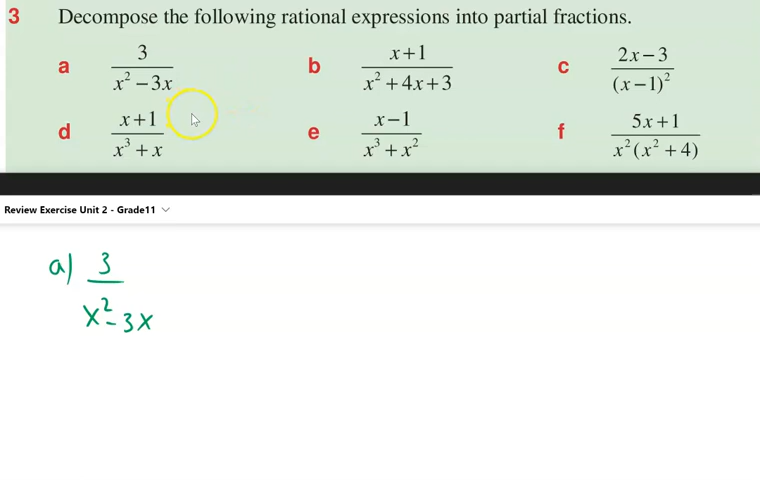 3 Decompose the following rational expressions into partial fractions.
a 3/(x² − 3x) b (x + 1)/(x² + 4x + 3) c (2x − 3)/(x − 1)²
d (x + 1)/(x³ + x) e (x − 1)/(x³ + x²) f (5x + 1)/(x²(x² + 4))
Review Exercise Unit 2 - Grade11
a) 3/(x² − 3x)